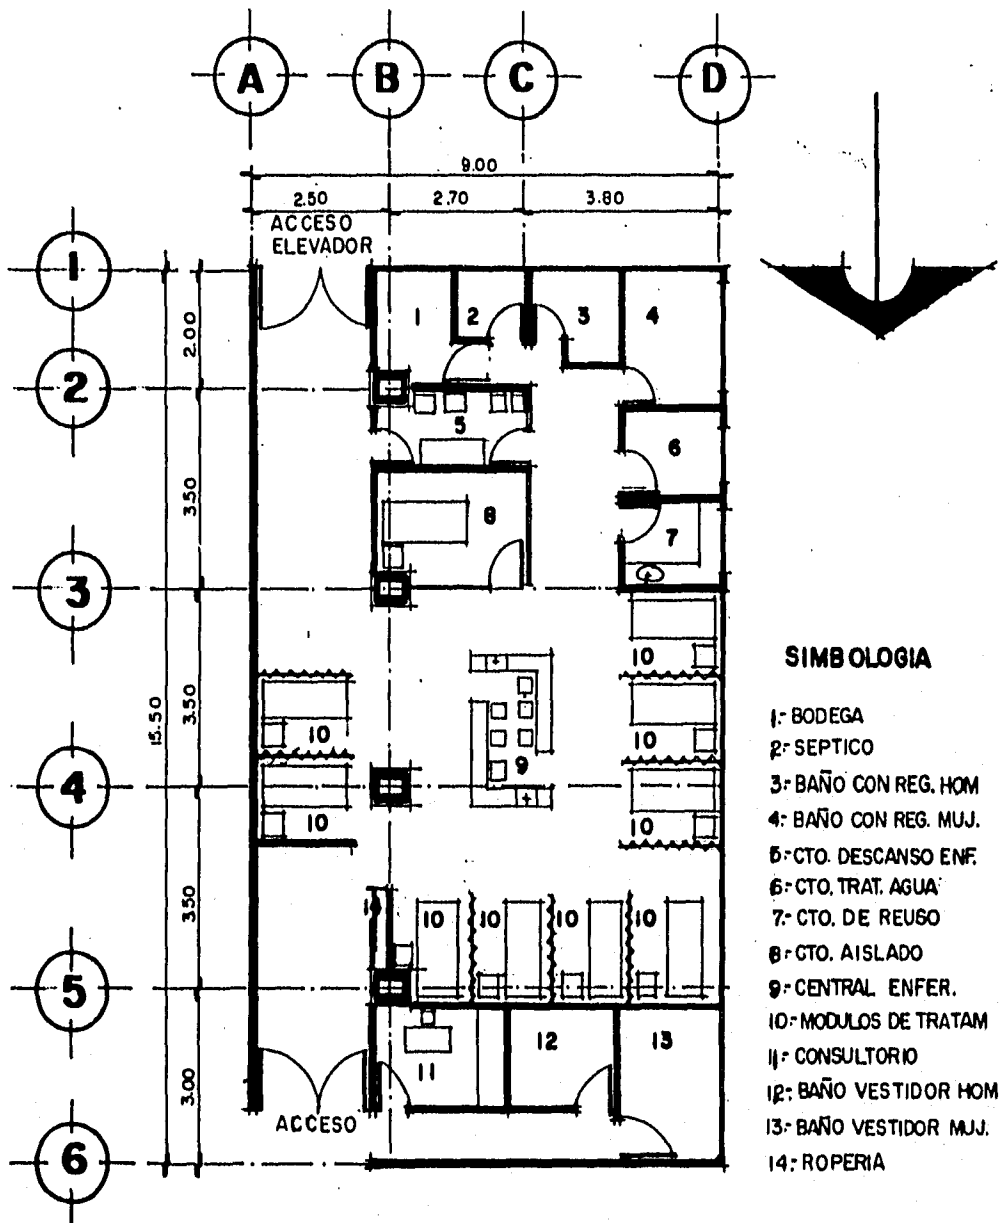 A B C D
9.00
2.50 2.70 3.80
ACCESO
ELEVADOR
1
2.00
1 2 3 4
2
5
6
3.50
8
7
3
10
SIMBOLOGIA
3.50
15.50
10
10
1.- BODEGA
2.- SEPTICO
9
4
3.- BAÑO CON REG. HOM
10
10
4.- BAÑO CON REG. MUJ.
5.- CTO. DESCANSO ENF.
6.- CTO. TRAT. AGUA
3.50
14
10 10 10 10
7.- CTO. DE REUSO
8.- CTO. AISLADO
5
9.- CENTRAL ENFER.
10.- MODULOS DE TRATAM
12 13
11
11.- CONSULTORIO
3.00
12.- BAÑO VESTIDOR HOM
ACCESO
13.- BAÑO VESTIDOR MUJ.
6
14.- ROPERIA